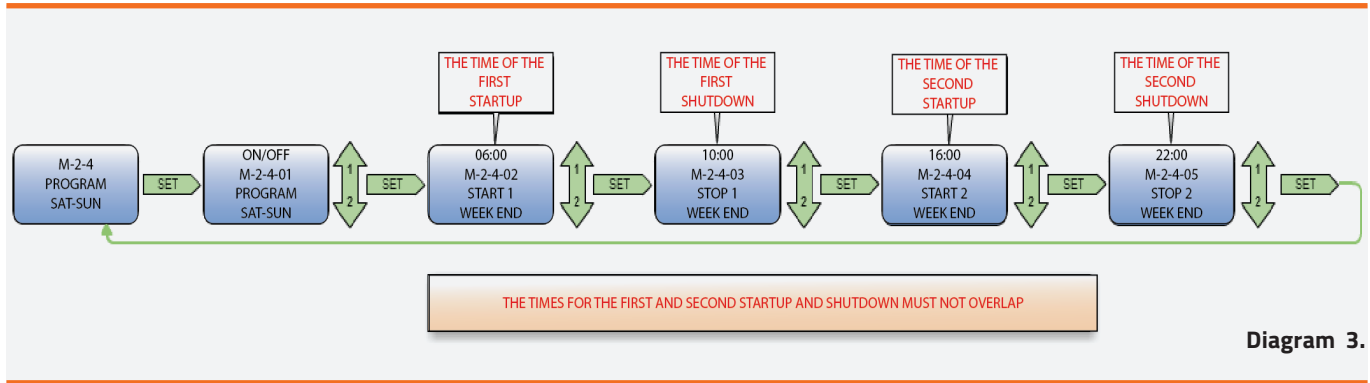 THE TIME OF THE
FIRST
STARTUP
THE TIME OF THE
FIRST
SHUTDOWN
THE TIME OF THE
SECOND
STARTUP
THE TIME OF THE
SECOND
SHUTDOWN
M-2-4
PROGRAM
SAT-SUN
SET
ON/OFF
M-2-4-01
PROGRAM
SAT-SUN
1
2
SET
06:00
M-2-4-02
START 1
WEEK END
1
2
SET
10:00
M-2-4-03
STOP 1
WEEK END
1
2
SET
16:00
M-2-4-04
START 2
WEEK END
1
2
SET
22:00
M-2-4-05
STOP 2
WEEK END
1
2
SET
THE TIMES FOR THE FIRST AND SECOND STARTUP AND SHUTDOWN MUST NOT OVERLAP
Diagram 3.